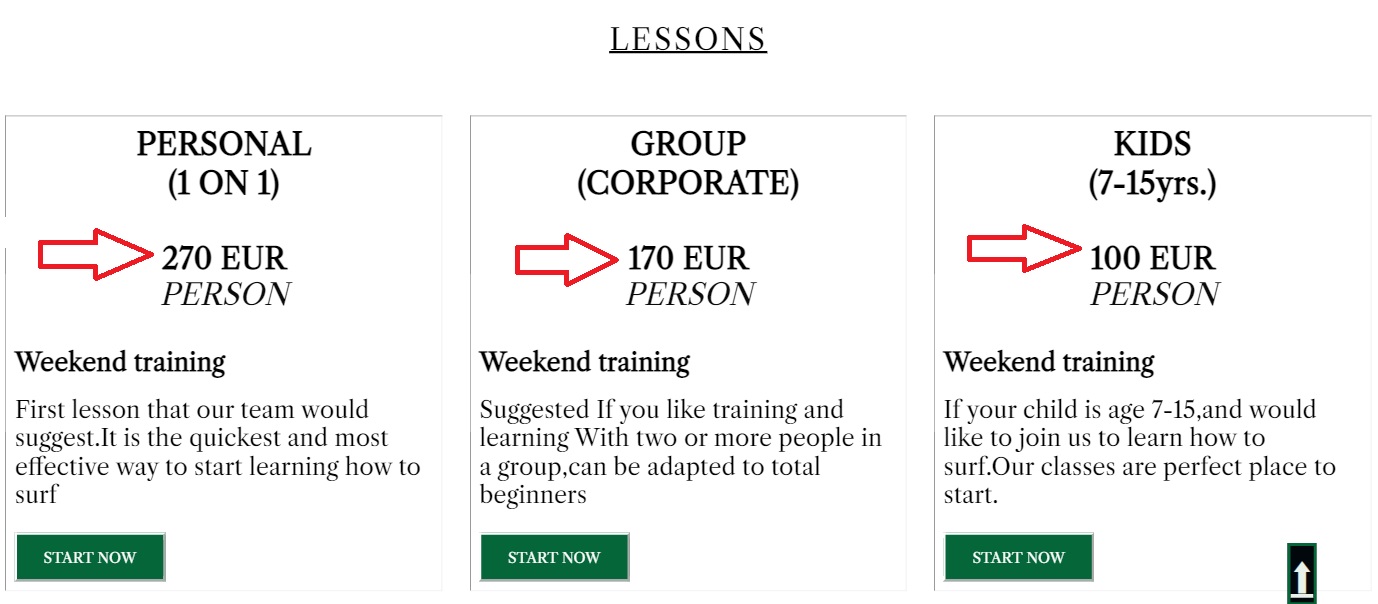 LESSONS
PERSONAL
(1 ON 1)
270 EUR
PERSON
Weekend training
First lesson that our team would
suggest.It is the quickest and most
effective way to start learning how to
surf
START NOW
GROUP
(CORPORATE)
170 EUR
PERSON
Weekend training
Suggested If you like training and
learning With two or more people in
a group,can be adapted to total
beginners
START NOW
KIDS
(7-15yrs.)
100 EUR
PERSON
Weekend training
If your child is age 7-15,and would
like to join us to learn how to
surf.Our classes are perfect place to
start.
START NOW